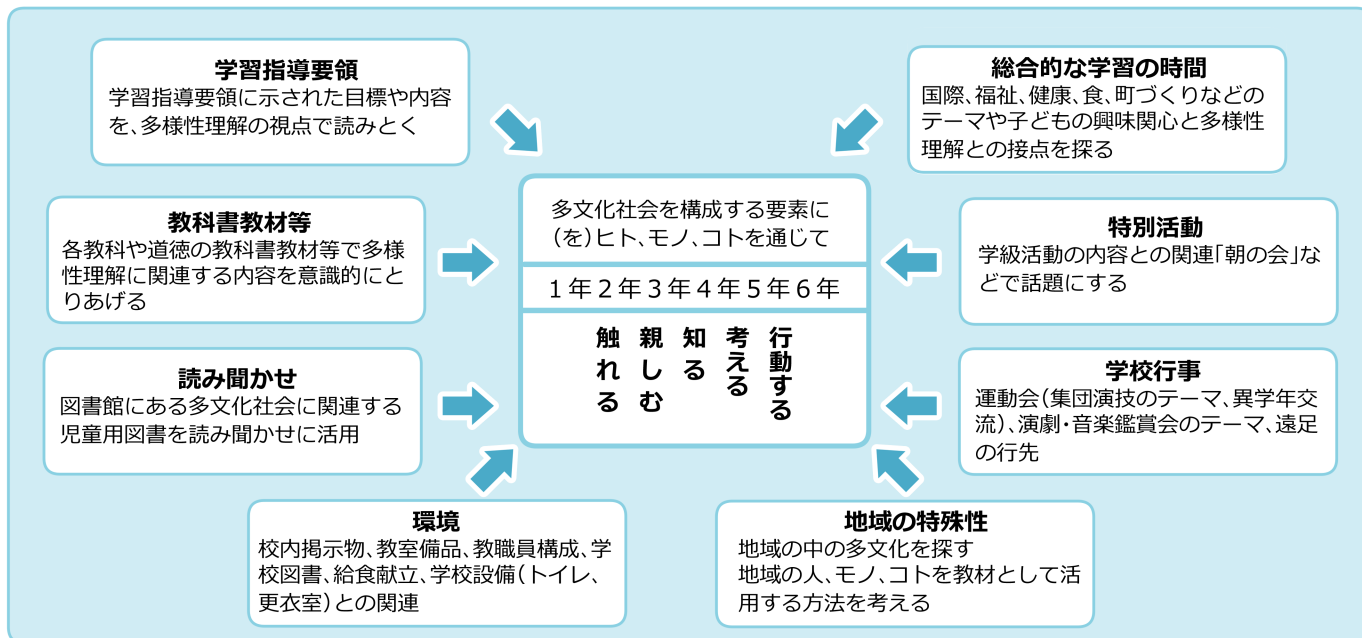 学習指導要領
学習指導要領に示された目標や内容
を、多様性理解の視点で読みとく
教科書教材等
各教科や道徳の教科書教材等で多様
性理解に関連する内容を意識的にと
りあげる
読み聞かせ
図書館にある多文化社会に関連する
児童用図書を読み聞かせに活用
環境
校内掲示物、教室備品、教職員構成、学
校図書、給食献立、学校設備(トイレ、
更衣室)との関連
多文化社会を構成する要素に
(を)ヒト、モノ、コトを通じて
1年2年3年4年5年6年
触れる
親しむ
知る
考える
行動する
総合的な学習の時間
国際、福祉、健康、食、町づくりなどの
テーマや子どもの興味関心と多様性
理解との接点を探る
特別活動
学級活動の内容との関連「朝の会」な
どで話題にする
学校行事
運動会(集団演技のテーマ、異学年交
流)、演劇・音楽鑑賞会のテーマ、遠足
の行先
地域の特殊性
地域の中の多文化を探す
地域の人、モノ、コトを教材として活
用する方法を考える